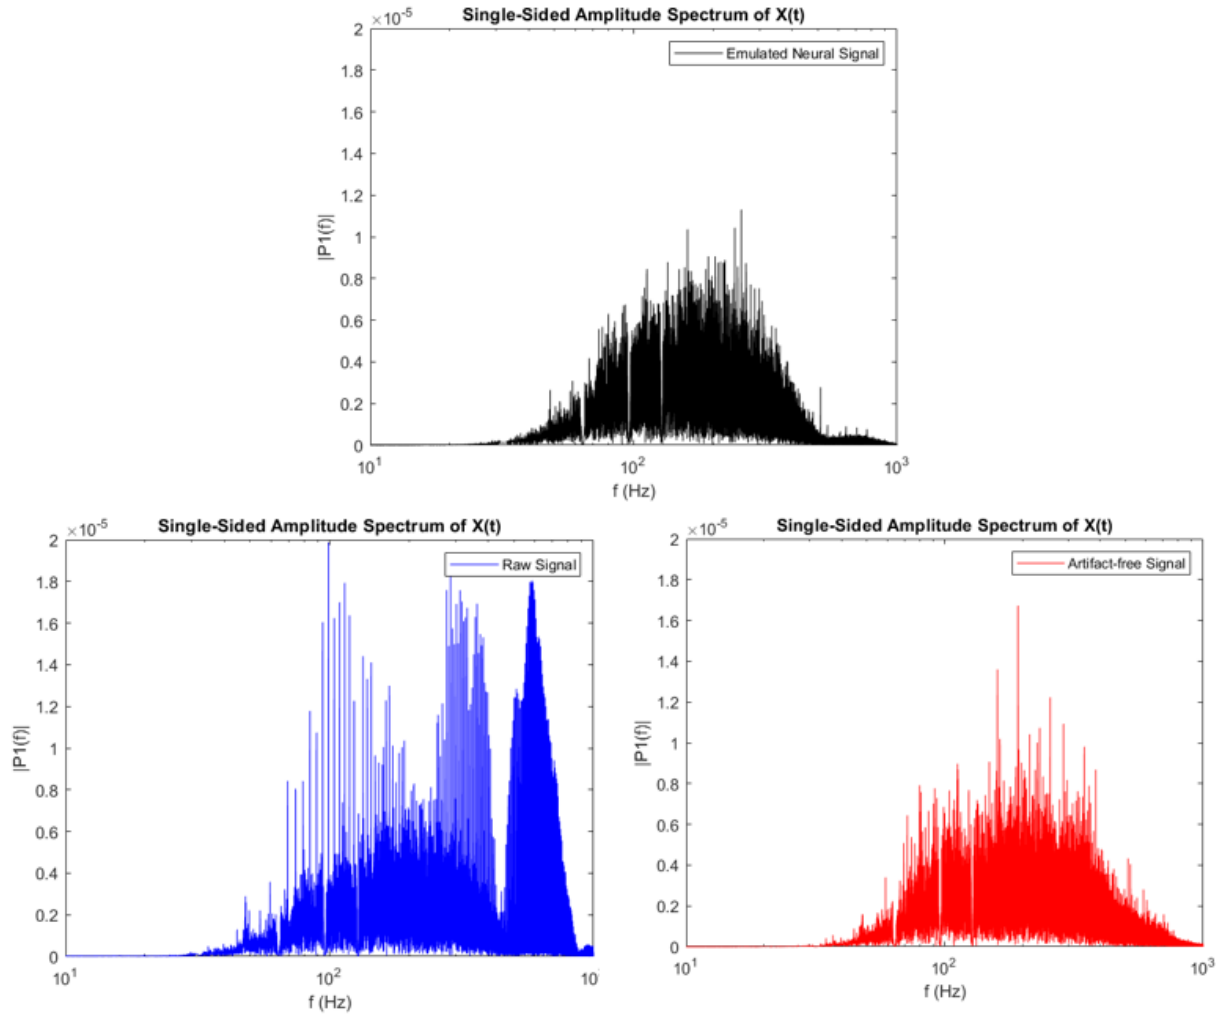 Single-Sided Amplitude Spectrum of X(t)
×10⁻⁵
Emulated Neural Signal
2
1.8
1.6
1.4
1.2
1
0.8
0.6
0.4
0.2
0
|P1(f)|
10¹ 10² 10³
f (Hz)
Single-Sided Amplitude Spectrum of X(t)
×10⁻⁵
Raw Signal
2
1.8
1.6
1.4
1.2
1
0.8
0.6
0.4
0.2
0
|P1(f)|
10¹ 10² 10
f (Hz)
Single-Sided Amplitude Spectrum of X(t)
×10⁻⁵
Artifact-free Signal
2
1.8
1.6
1.4
1.2
1
0.8
0.6
0.4
0.2
0
|P1(f)|
10¹ 10² 10³
f (Hz)